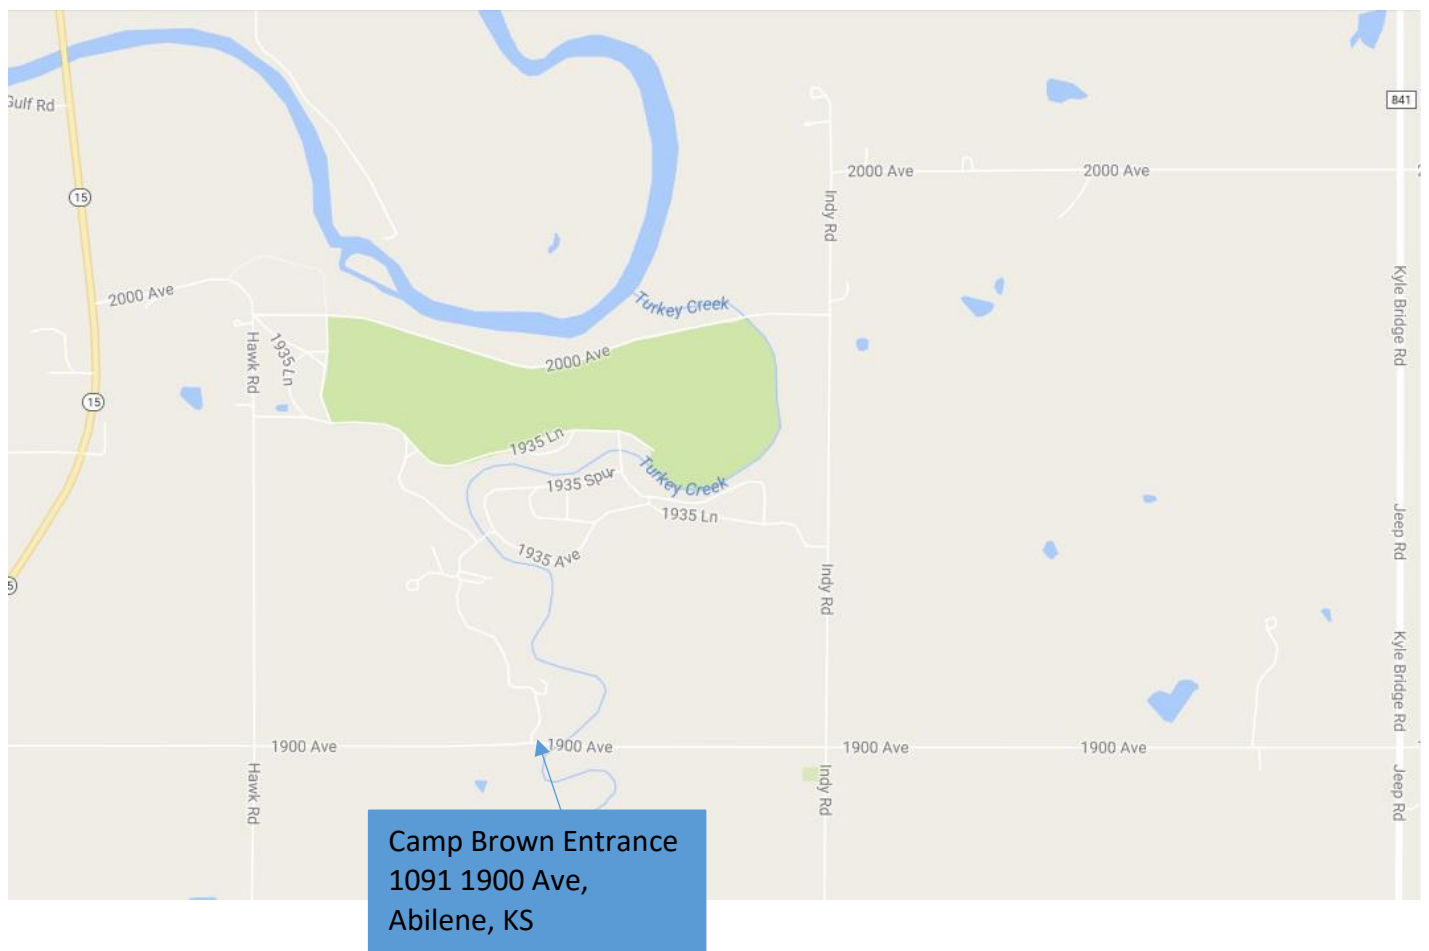 Gulf Rd
841
15
2000 Ave
2000 Ave
Indy Rd
2000 Ave
Turkey Creek
Kyle Bridge Rd
Hawk Rd
1935 Ln
2000 Ave
15
1935 Ln
1935 Spur
Turkey Creek
1935 Ln
Jeep Rd
1935 Ave
Indy Rd
Kyle Bridge Rd
1900 Ave
1900 Ave
1900 Ave
1900 Ave
Hawk Rd
Indy Rd
Jeep Rd
Camp Brown Entrance
1091 1900 Ave,
Abilene, KS